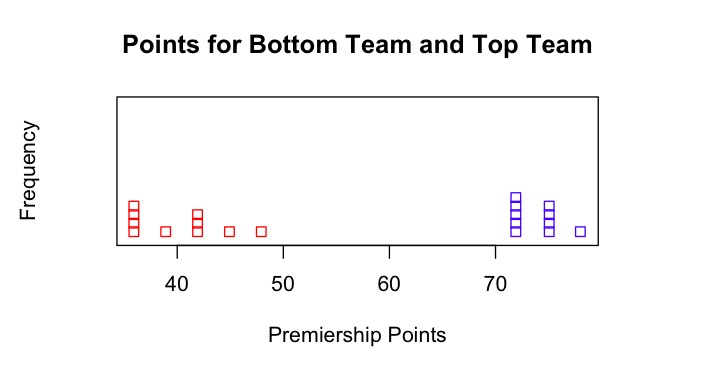 Points for Bottom Team and Top Team
Frequency
40 50 60 70
Premiership Points